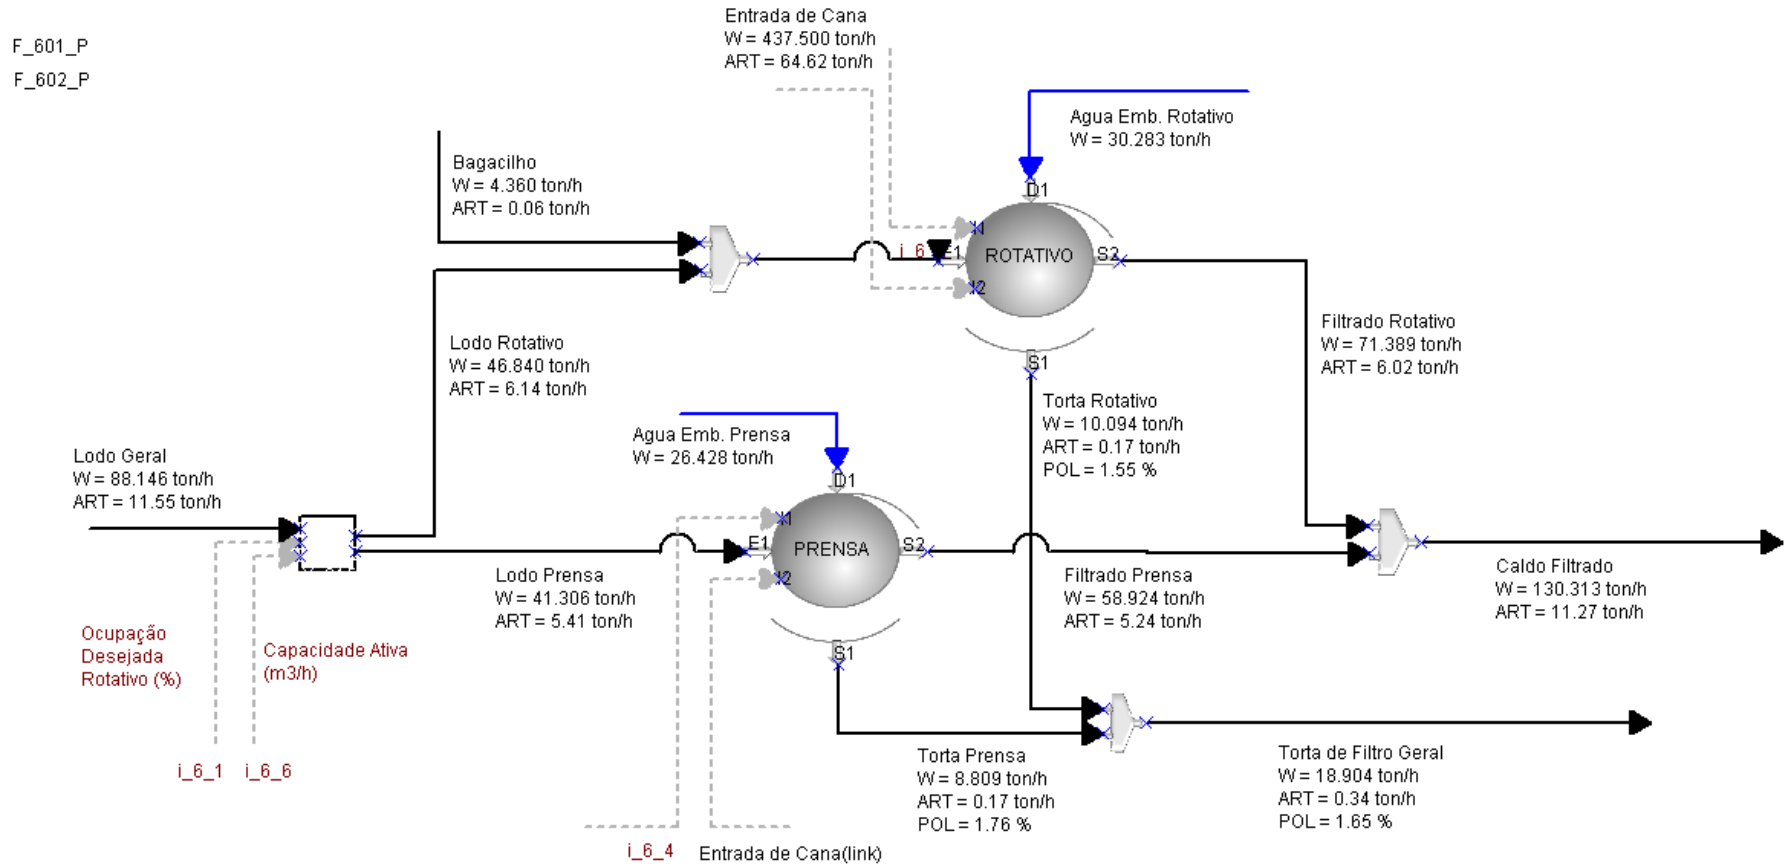 F_601_P
F_602_P
Entrada de Cana
W = 437.500 ton/h
ART = 64.62 ton/h
Agua Emb. Rotativo
W = 30.283 ton/h
Bagacilho
W = 4.360 ton/h
ART = 0.06 ton/h
D1
I1
i_6
E1
ROTATIVO
S2
I2
S1
Lodo Rotativo
W = 46.840 ton/h
ART = 6.14 ton/h
Filtrado Rotativo
W = 71.389 ton/h
ART = 6.02 ton/h
Torta Rotativo
W = 10.094 ton/h
ART = 0.17 ton/h
POL = 1.55 %
Agua Emb. Prensa
W = 26.428 ton/h
Lodo Geral
W = 88.146 ton/h
ART = 11.55 ton/h
D1
I1
E1
PRENSA
S2
I2
S1
Lodo Prensa
W = 41.306 ton/h
ART = 5.41 ton/h
Filtrado Prensa
W = 58.924 ton/h
ART = 5.24 ton/h
Caldo Filtrado
W = 130.313 ton/h
ART = 11.27 ton/h
Ocupação
Desejada
Rotativo (%)
Capacidade Ativa
(m3/h)
i_6_1
i_6_6
Torta Prensa
W = 8.809 ton/h
ART = 0.17 ton/h
POL = 1.76 %
Torta de Filtro Geral
W = 18.904 ton/h
ART = 0.34 ton/h
POL = 1.65 %
i_6_4
Entrada de Cana(link)